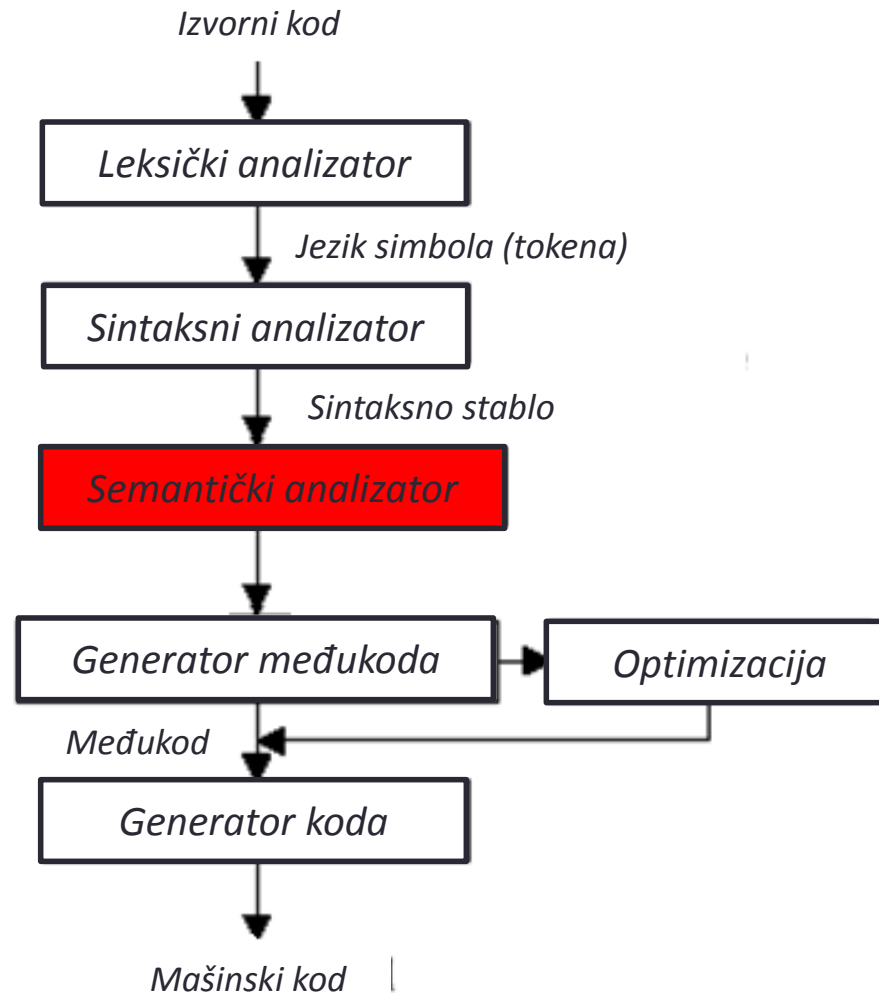 Izvorni kod
Leksički analizator
Jezik simbola (tokena)
Sintaksni analizator
Sintaksno stablo
Semantički analizator
Generator međukoda
Optimizacija
Međukod
Generator koda
Mašinski kod